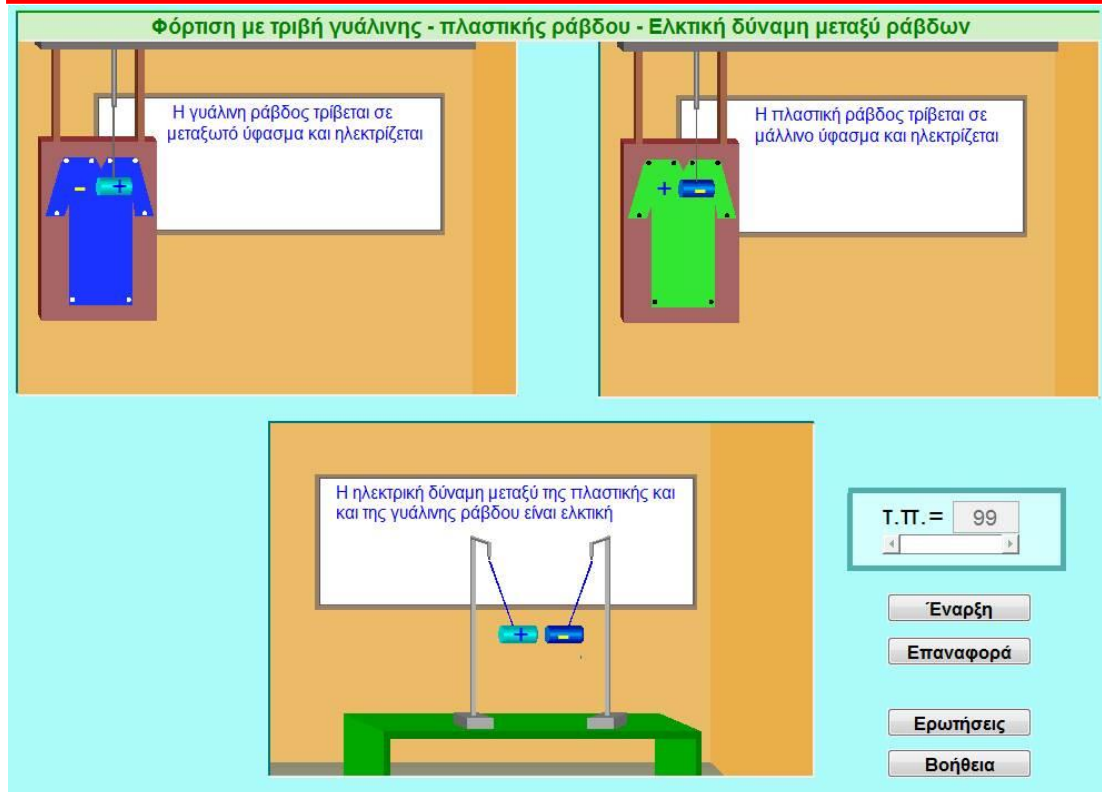 Φόρτιση με τριβή γυάλινης - πλαστικής ράβδου - Ελκτική δύναμη μεταξύ ράβδων
Η γυάλινη ράβδος τρίβεται σε
μεταξωτό ύφασμα και ηλεκτρίζεται
- +
Η πλαστική ράβδος τρίβεται σε
μάλλινο ύφασμα και ηλεκτρίζεται
+ -
Η ηλεκτρική δύναμη μεταξύ της πλαστικής και
και της γυάλινης ράβδου είναι ελκτική
+ -
τ.π.= 99
Έναρξη
Επαναφορά
Ερωτήσεις
Βοήθεια